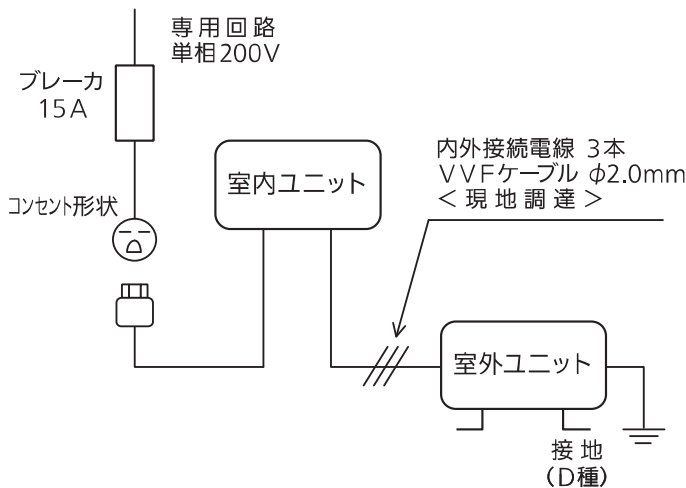 専用回路
単相200V
ブレーカ
15A
コンセント形状
室内ユニット
内外接続電線 3本
VVFケーブル φ2.0mm
<現地調達>
室外ユニット
接地
(D種)